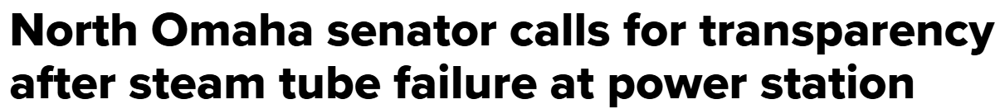 North Omaha senator calls for transparency
after steam tube failure at power station